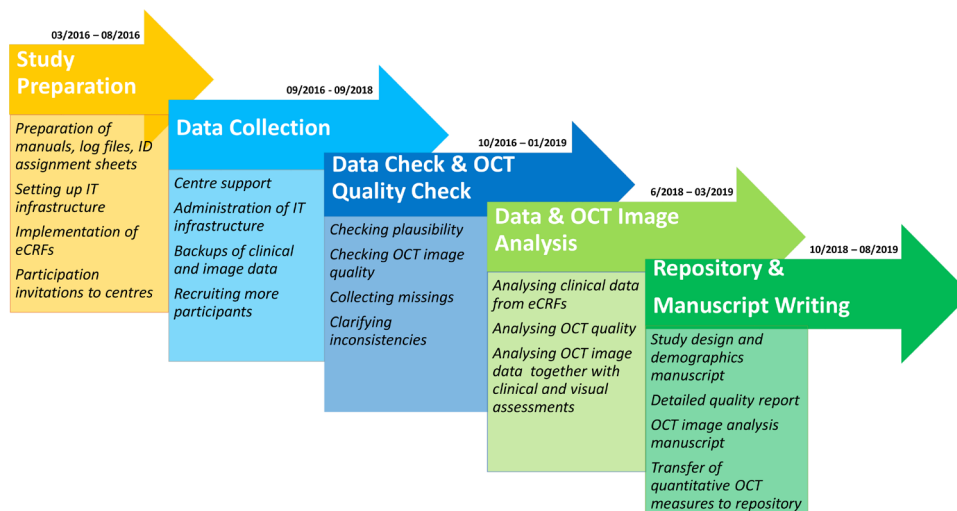 03/2016 – 08/2016
Study
Preparation
Preparation of
manuals, log files, ID
assignment sheets
Setting up IT
infrastructure
Implementation of
eCRFs
Participation
invitations to centres
09/2016 - 09/2018
Data Collection
Centre support
Administration of IT
infrastructure
Backups of clinical
and image data
Recruiting more
participants
10/2016 – 01/2019
Data Check & OCT
Quality Check
Checking plausibility
Checking OCT image
quality
Collecting missings
Clarifying
inconsistencies
6/2018 – 03/2019
Data & OCT Image
Analysis
Analysing clinical data
from eCRFs
Analysing OCT quality
Analysing OCT image
data together with
clinical and visual
assessments
10/2018 – 08/2019
Repository &
Manuscript Writing
Study design and
demographics
manuscript
Detailed quality report
OCT image analysis
manuscript
Transfer of
quantitative OCT
measures to repository